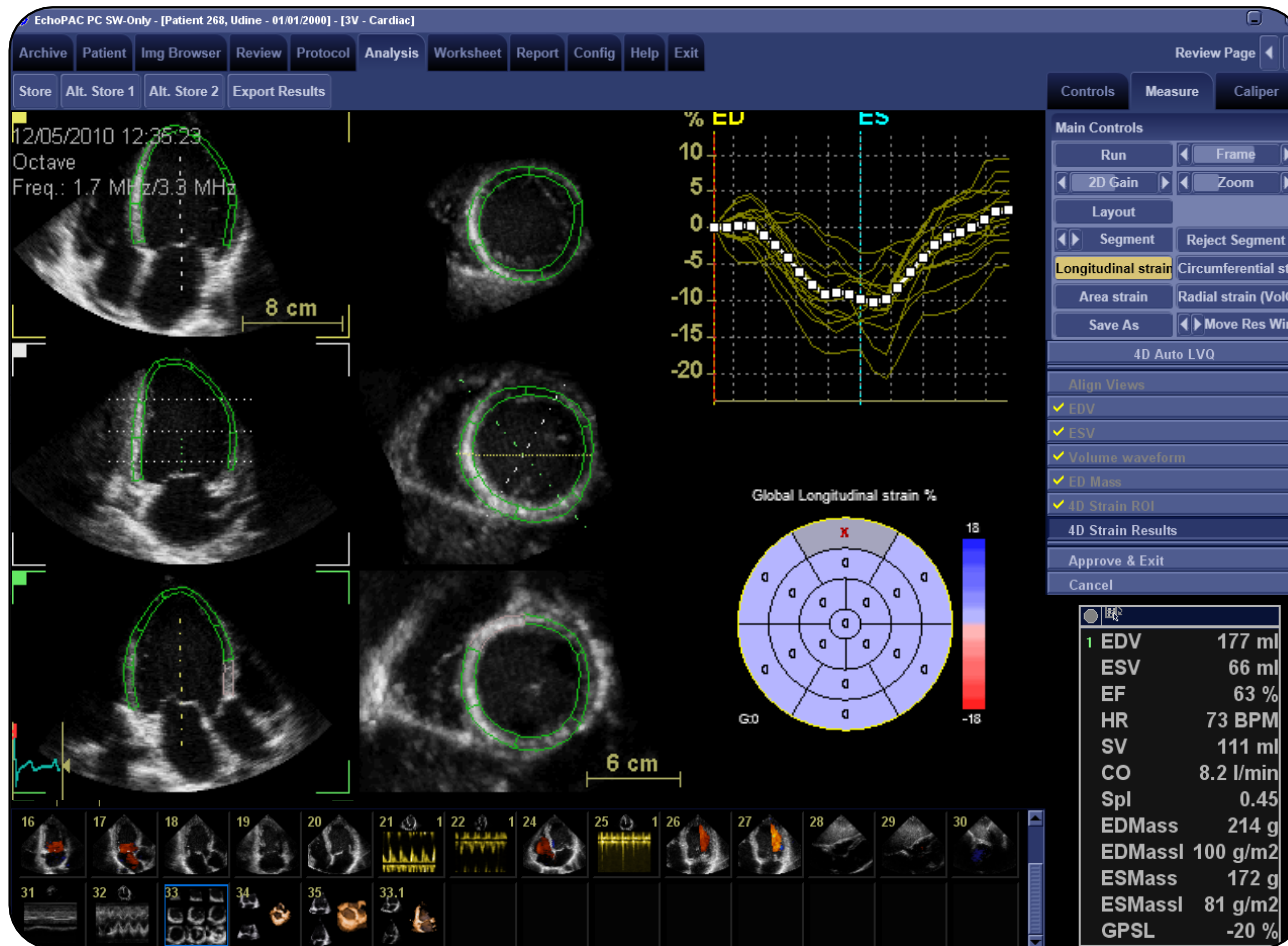 EchoPAC PC SW-Only - [Patient 268, Udine - 01/01/2000] - [3V - Cardiac]
Archive Patient Img Browser Review Protocol Analysis Worksheet Report Config Help Exit Review Page
Store Alt. Store 1 Alt. Store 2 Export Results
Controls Measure Caliper
12/05/2010 12:36:23
Octave
Freq.: 1.7 MHz/3.3 MHz
8 cm
6 cm
% ED ES
10
5
0
-5
-10
-15
-20
Global Longitudinal strain %
X
18
-18
G:0
Main Controls
Run Frame
2D Gain Zoom
Layout
Segment Reject Segment
Longitudinal strain Circumferential st
Area strain Radial strain (Vol
Save As Move Res Win
4D Auto LVQ
Align Views
EDV
ESV
Volume waveform
ED Mass
4D Strain ROI
4D Strain Results
Approve & Exit
Cancel
1 EDV 177 ml
ESV 66 ml
EF 63 %
HR 73 BPM
SV 111 ml
CO 8.2 l/min
SpI 0.45
EDMass 214 g
EDMassI 100 g/m2
ESMass 172 g
ESMassI 81 g/m2
GPSL -20 %
16 17 18 19 20 21 1 22 1 24 25 1 26 27 28 29 30
31 32 33 34 35 33.1